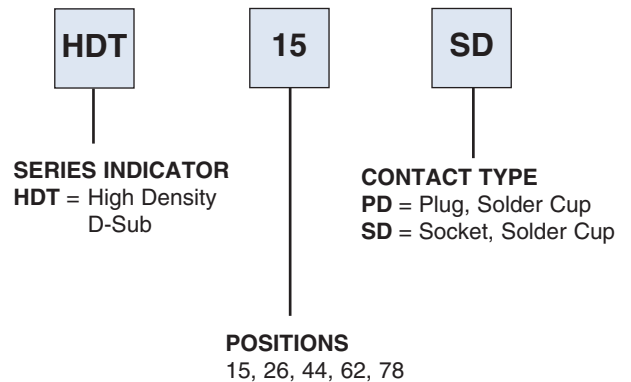 HDT
15
SD
SERIES INDICATOR
HDT = High Density
D-Sub
CONTACT TYPE
PD = Plug, Solder Cup
SD = Socket, Solder Cup
POSITIONS
15, 26, 44, 62, 78